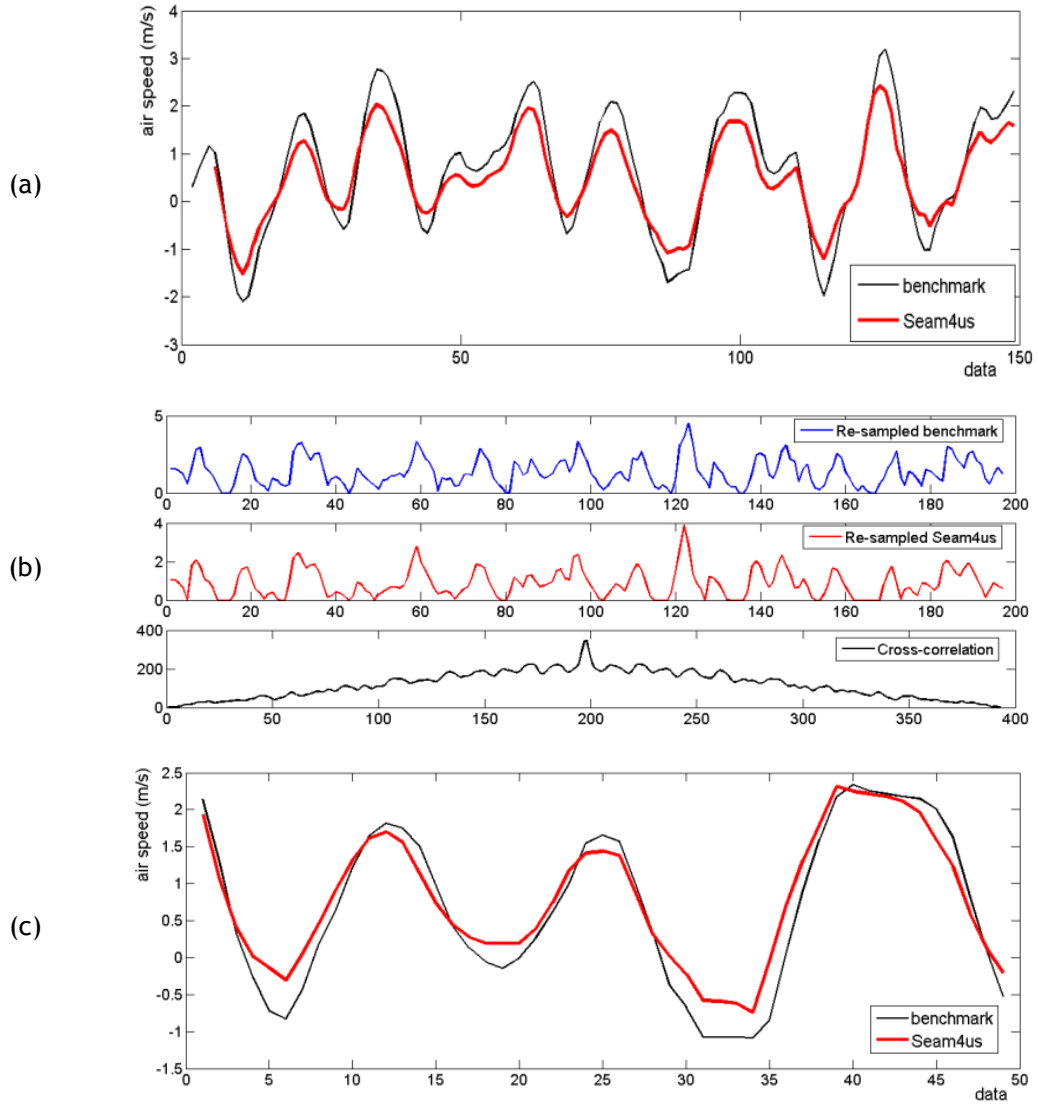 (a)
air speed (m/s)
4
3
2
1
0
-1
-2
-3
0 50 100 150
data
benchmark
Seam4us
(b)
5
0
0 20 40 60 80 100 120 140 160 180 200
Re-sampled benchmark
4
2
0
0 20 40 60 80 100 120 140 160 180 200
Re-sampled Seam4us
400
200
0
0 50 100 150 200 250 300 350 400
Cross-correlation
(c)
air speed (m/s)
2.5
2
1.5
1
0.5
0
-0.5
-1
-1.5
0 5 10 15 20 25 30 35 40 45 50
data
benchmark
Seam4us